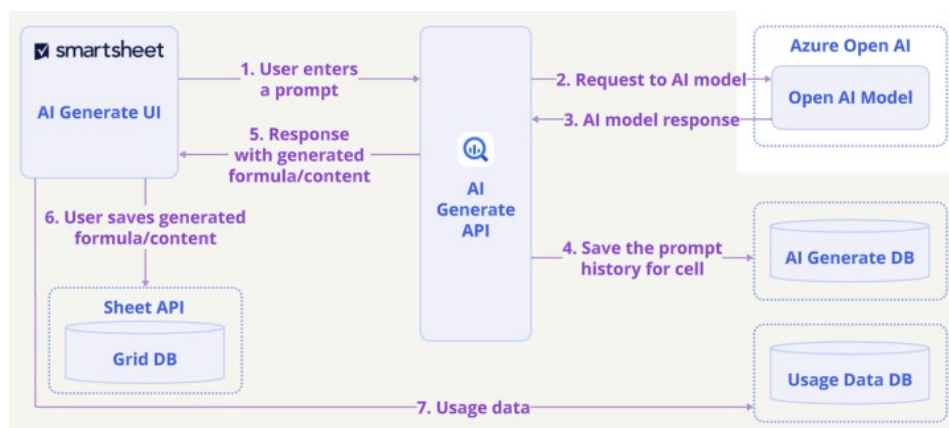 smartsheet
AI Generate UI
1. User enters
a prompt
2. Request to AI model
3. AI model response
Azure Open AI
Open AI Model
5. Response
with generated
formula/content
AI
Generate
API
6. User saves generated
formula/content
4. Save the prompt
history for cell
AI Generate DB
Sheet API
Grid DB
Usage Data DB
7. Usage data